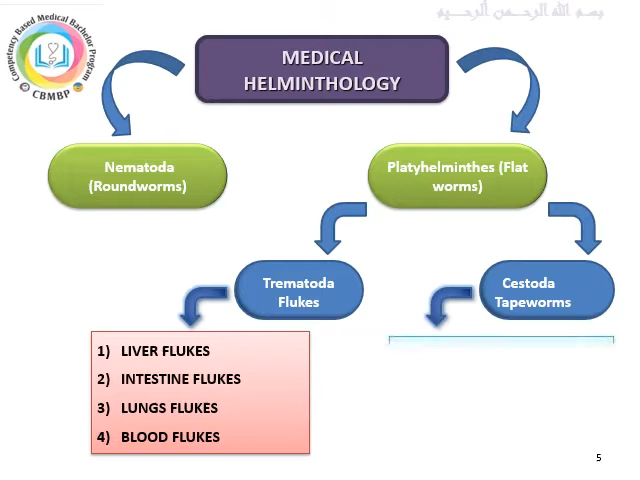 بسم الله الرحمن الرحيم
Competency Based Medical Bachelor Program
CBMBP
MEDICAL
HELMINTHOLOGY
Nematoda
(Roundworms)
Platyhelminthes (Flat
worms)
Trematoda
Flukes
Cestoda
Tapeworms
1) LIVER FLUKES
2) INTESTINE FLUKES
3) LUNGS FLUKES
4) BLOOD FLUKES
5